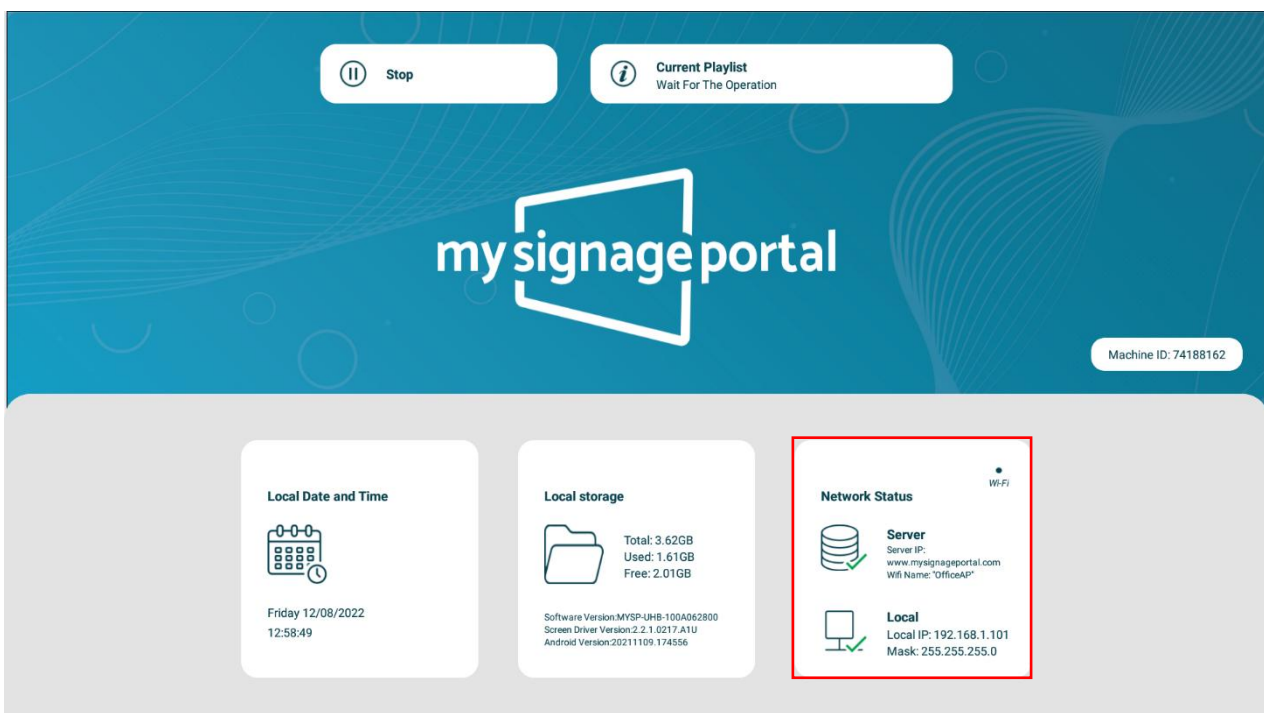 Stop
Current Playlist
Wait For The Operation
my signage portal
Machine ID: 74188162
Local Date and Time
Friday 12/08/2022
12:58:49
Local storage
Total: 3.62GB
Used: 1.61GB
Free: 2.01GB
Software Version:MYSP-UHB-100A062800
Screen Driver Version:2.2.1.0217.A1U
Android Version:20211109.174556
Wi-Fi
Network Status
Server
Server IP:
www.mysignageportal.com
Wifi Name: "OfficeAP"
Local
Local IP: 192.168.1.101
Mask: 255.255.255.0